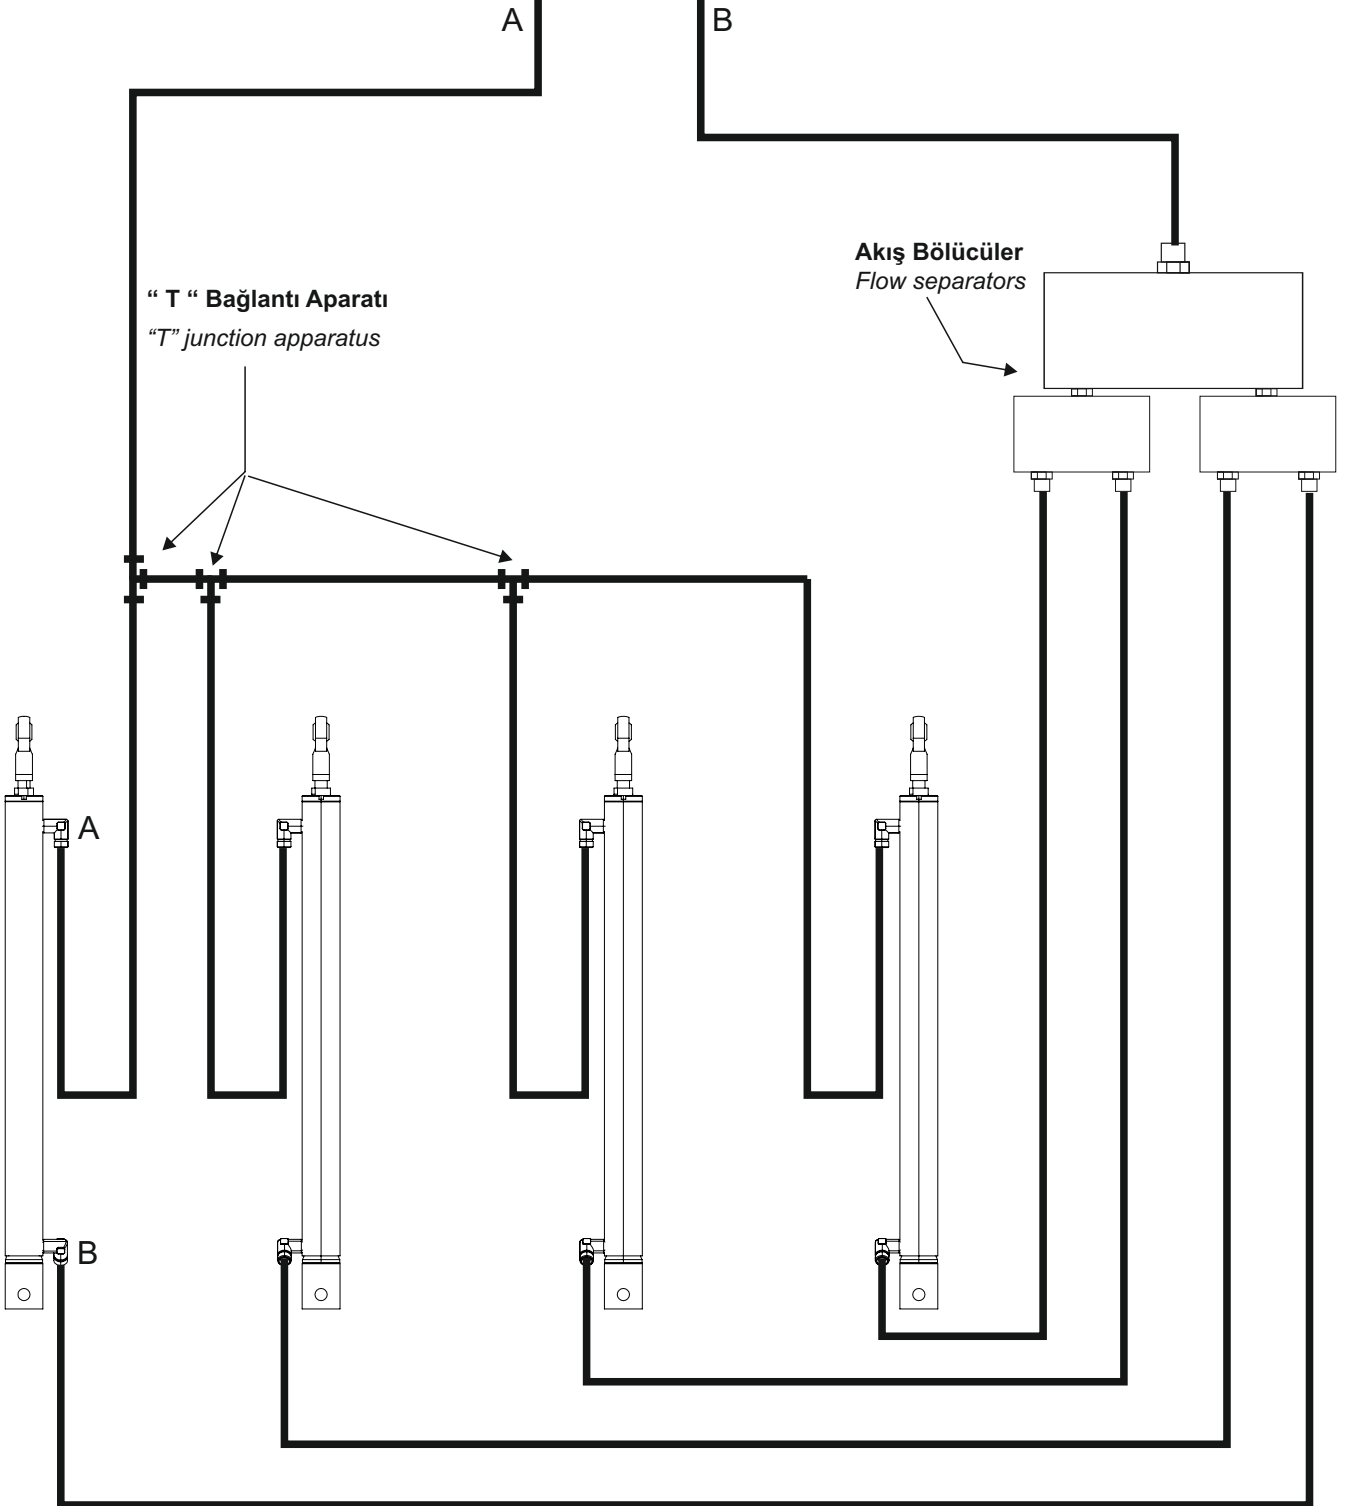 A
B
Akış Bölücüler
Flow separators
“ T “ Bağlantı Aparatı
“T” junction apparatus
A
B